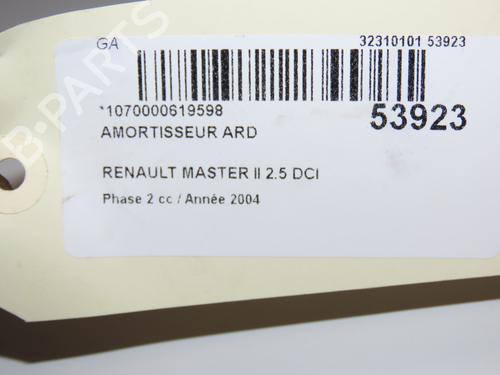 GA
32310101 53923
*1070000619598
53923
AMORTISSEUR ARD
RENAULT MASTER II 2.5 DCI
Phase 2 cc / Année 2004
B-PARTS